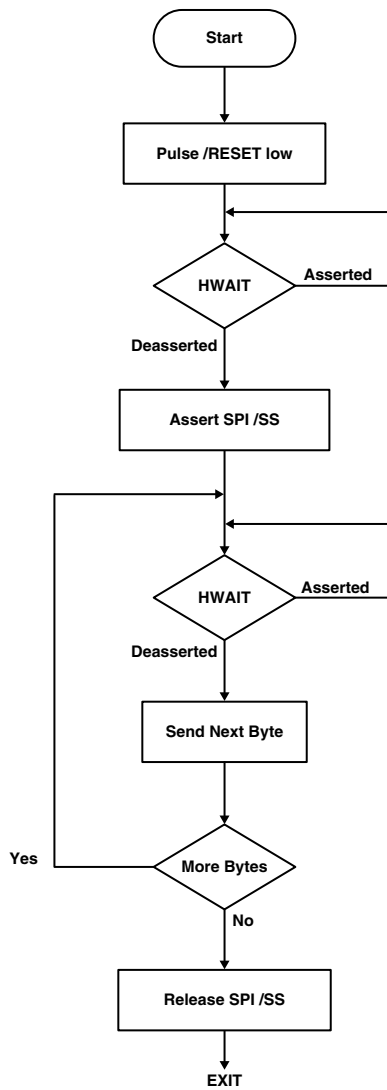 Start
Pulse /RESET low
HWAIT
Asserted
Deasserted
Assert SPI /SS
HWAIT
Asserted
Deasserted
Send Next Byte
Yes
More Bytes
No
Release SPI /SS
EXIT